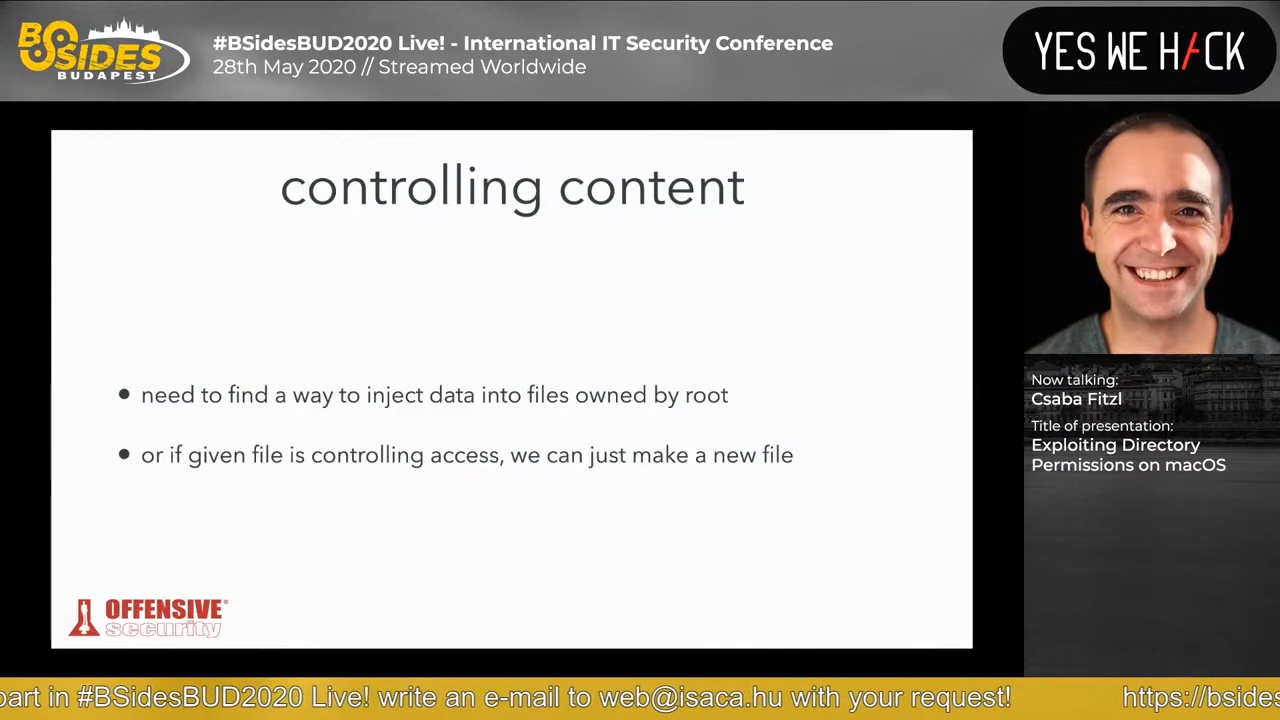 BSIDES
BUDAPEST
#BSidesBUD2020 Live! - International IT Security Conference
28th May 2020 // Streamed Worldwide
YES WE H/CK
controlling content
• need to find a way to inject data into files owned by root
• or if given file is controlling access, we can just make a new file
OFFENSIVE®
security
Now talking:
Csaba Fitzl
Title of presentation:
Exploiting Directory
Permissions on macOS
part in #BSidesBUD2020 Live! write an e-mail to web@isaca.hu with your request! https://bsides